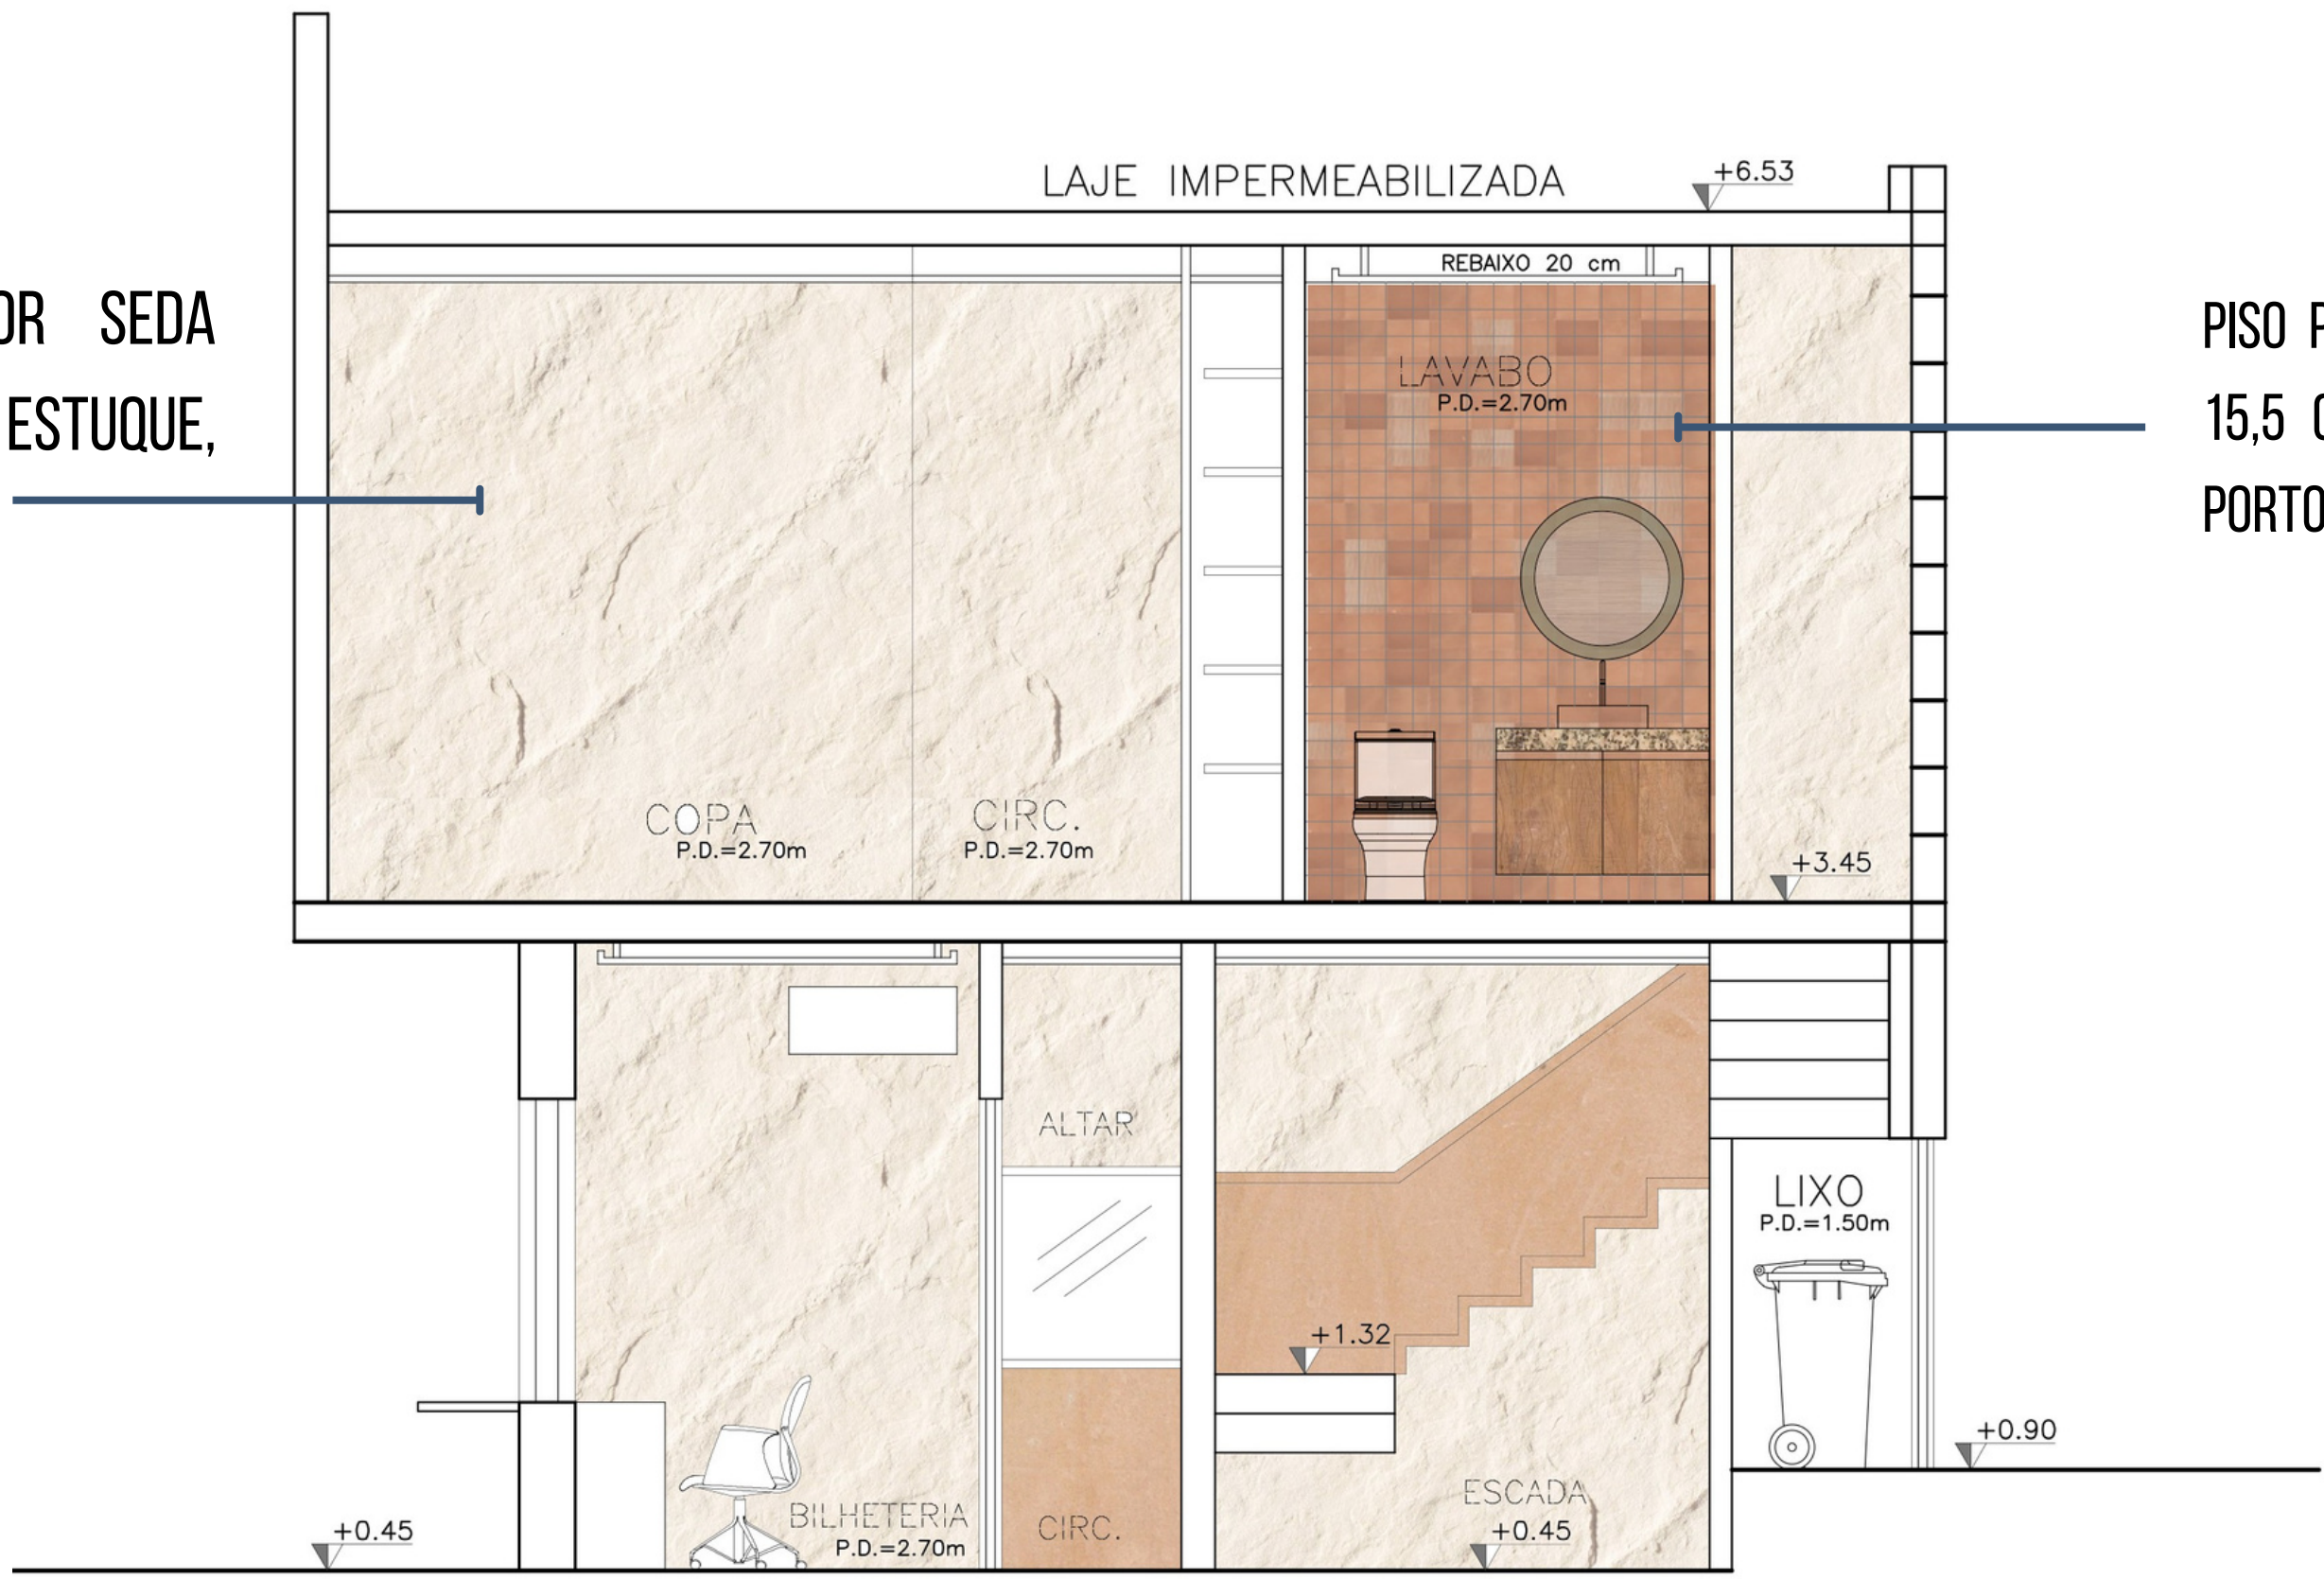 LAJE IMPERMEABILIZADA
+6.53
REBAIXO 20 cm
SEDA
ESTUQUE,
LAVABO
P.D.=2.70m
PISO
15,5
COPA
P.D.=2.70m
CIRC.
P.D.=2.70m
+3.45
ALTAR
LIXO
P.D.=1.50m
+1.32
+0.90
ESCADA
+0.45
BILHETERIA
P.D.=2.70m
CIRC.
+0.45